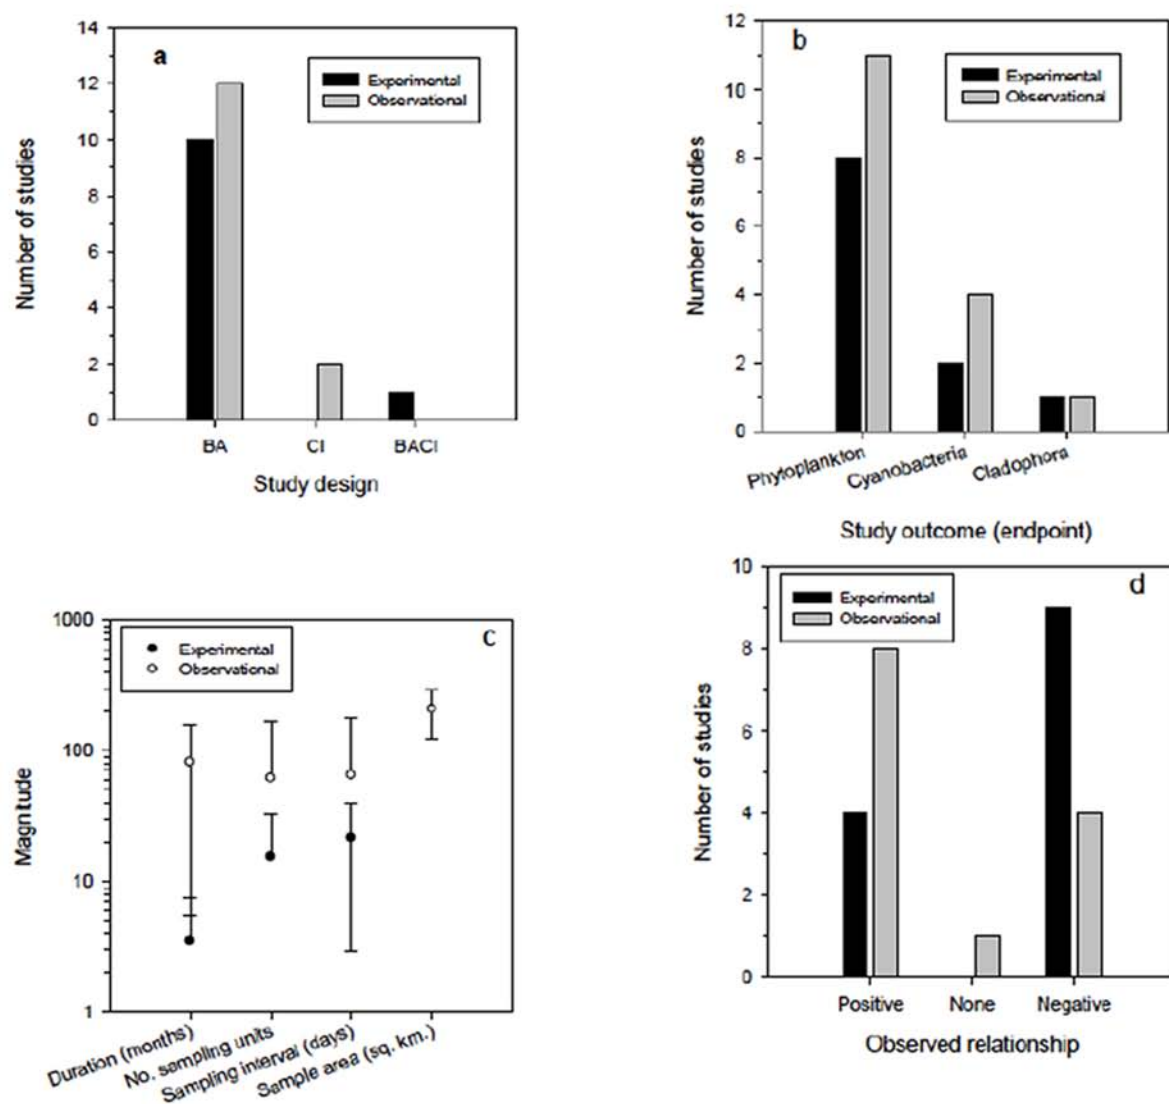 a
14
12
10
8
6
4
2
0
Number of studies
Experimental
Observational
BA CI BACI
Study design
b
12
10
8
6
4
2
0
Number of studies
Experimental
Observational
Phytoplankton Cyanobacteria Cladophora
Study outcome (endpoint)
c
1000
100
10
1
Magnitude
Experimental
Observational
Duration (months) No. sampling units Sampling interval (days) Sample area (sq. km.)
d
10
8
6
4
2
0
Number of studies
Experimental
Observational
Positive None Negative
Observed relationship